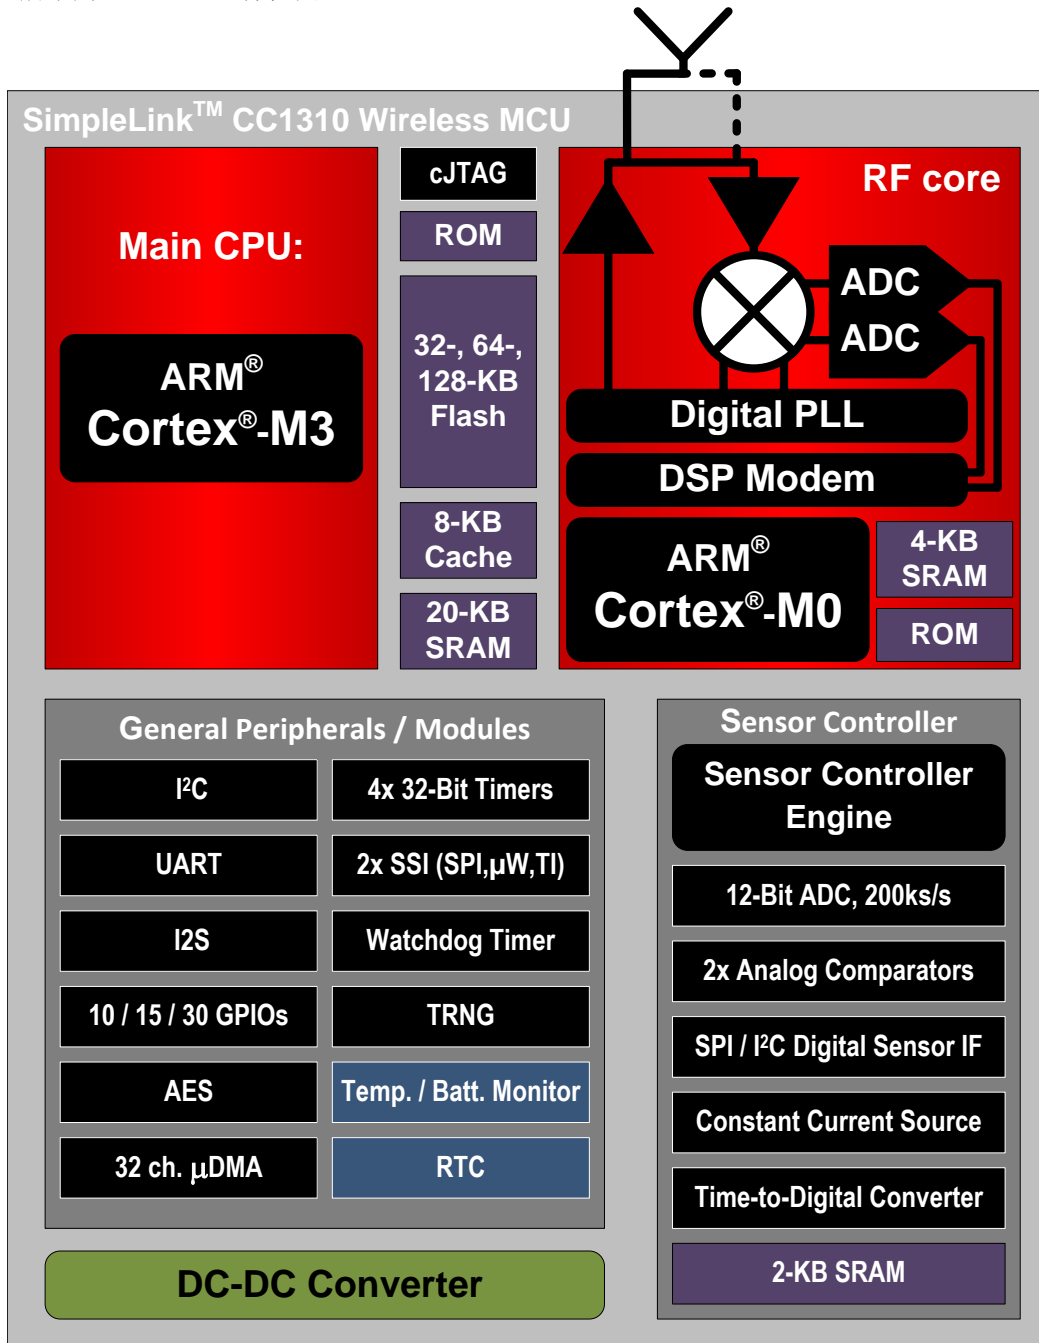 SimpleLink™ CC1310 Wireless MCU
Main CPU:
ARM®
Cortex®-M3
cJTAG
ROM
32-, 64-,
128-KB
Flash
8-KB
Cache
20-KB
SRAM
RF core
ADC
ADC
Digital PLL
DSP Modem
ARM®
Cortex®-M0
4-KB
SRAM
ROM
General Peripherals / Modules
I²C
4x 32-Bit Timers
UART
2x SSI (SPI,µW,TI)
I2S
Watchdog Timer
10 / 15 / 30 GPIOs
TRNG
AES
Temp. / Batt. Monitor
32 ch. µDMA
RTC
Sensor Controller
Sensor Controller
Engine
12-Bit ADC, 200ks/s
2x Analog Comparators
SPI / I²C Digital Sensor IF
Constant Current Source
Time-to-Digital Converter
2-KB SRAM
DC-DC Converter